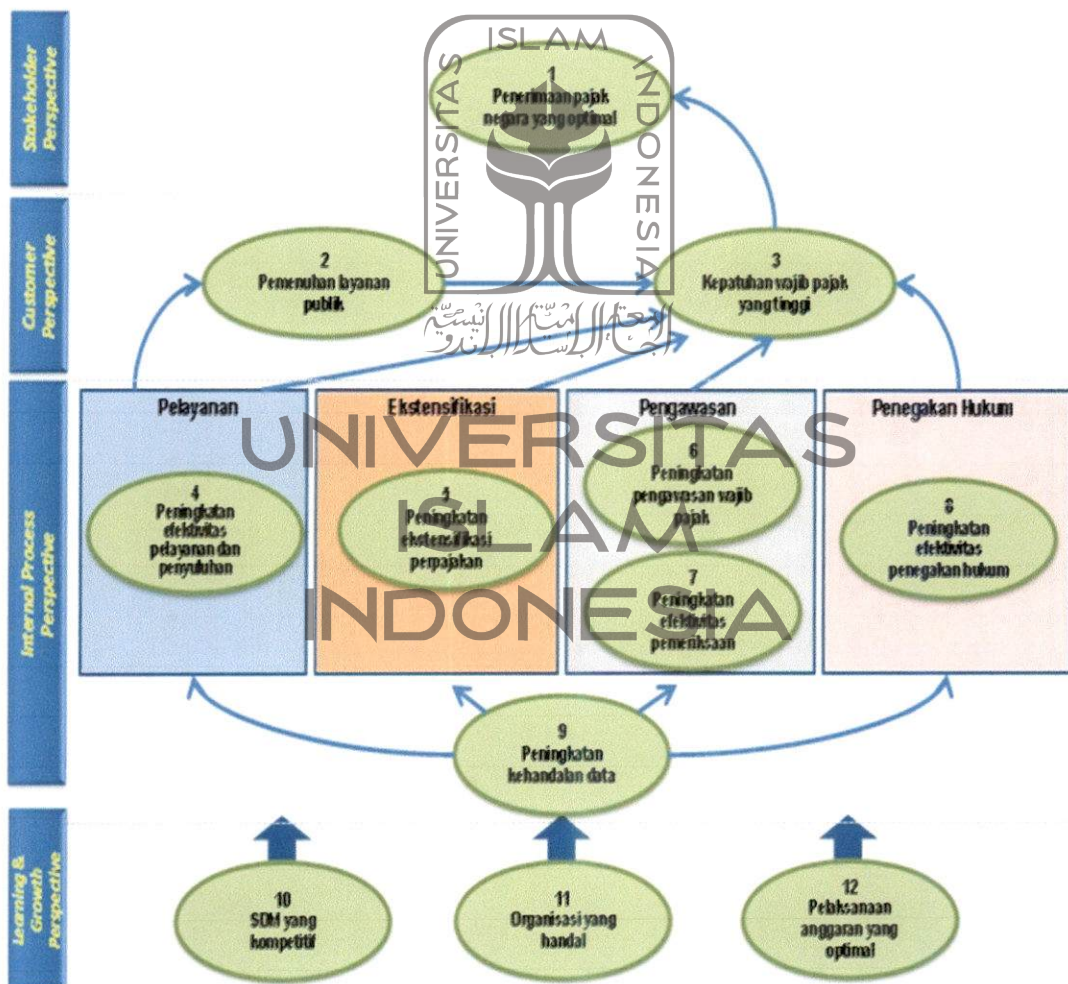 Stakeholder
Perspective
1
Penerimaan pajak
negara yang optimal
Customer
Perspective
2
Pemenuhan layanan
publik
3
Kepatuhan wajib pajak
yang tinggi
Internal Process
Perspective
Pelayanan
4
Peningkatan
efektivitas
pelayanan dan
penyuluhan
Ekstensifikasi
5
Peningkatan
ekstensifikasi
perpajakan
Pengawasan
6
Peningkatan
pengawasan wajib
pajak
7
Peningkatan
efektivitas
pemeriksaan
Penegakan Hukum
8
Peningkatan
efektivitas
penegakan hukum
9
Peningkatan
kehandalan data
Learning &
Growth
Perspective
10
SDM yang
kompetitif
11
Organisasi yang
handal
12
Pelaksanaan
anggaran yang
optimal
UNIVERSITAS
ISLAM
INDONESIA
UNIVERSITAS
ISLAM
INDONESIA